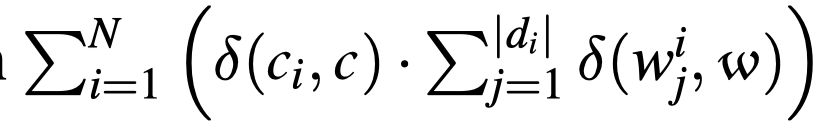 ∑_{i=1}^{N} (δ(c_i, c) · ∑_{j=1}^{|d_i|} δ(w_j^i, 𝓌))